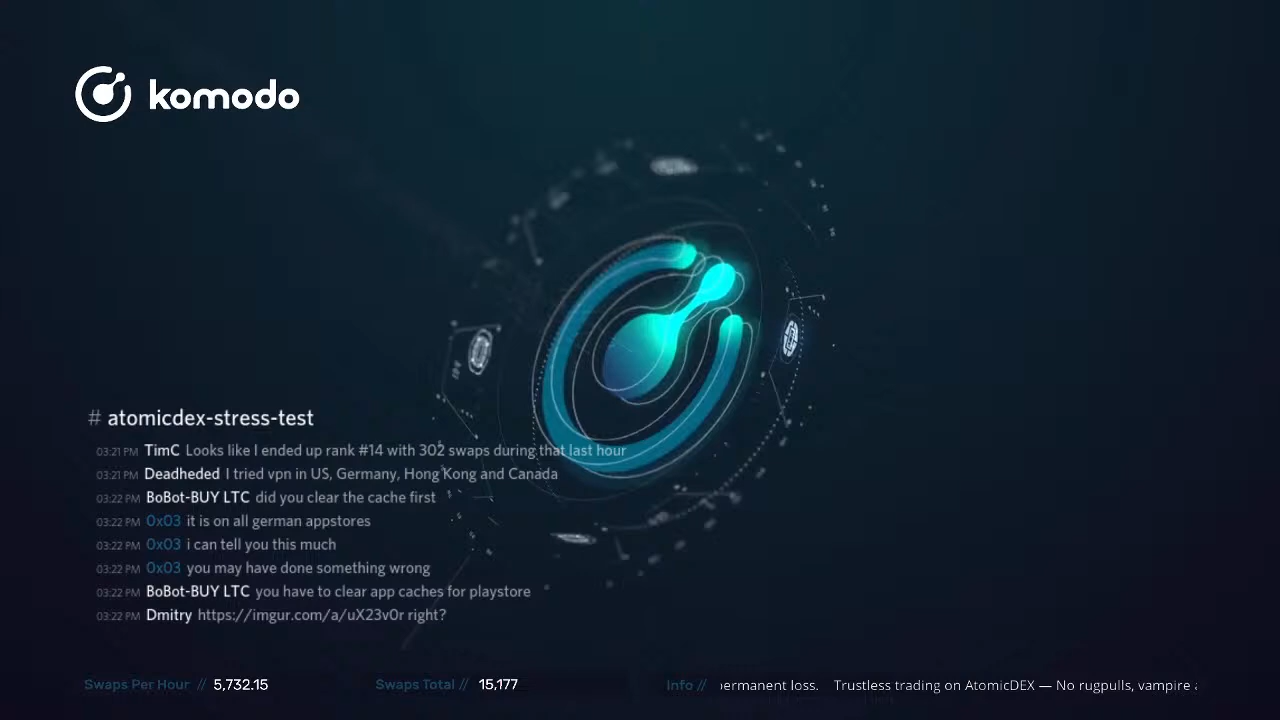 komodo
# atomicdex-stress-test
03:21 PM TimC Looks like I ended up rank #14 with 302 swaps during that last hour
03:21 PM Deadheded I tried vpn in US, Germany, Hong Kong and Canada
03:22 PM BoBot-BUY LTC did you clear the cache first
03:22 PM 0x03 it is on all german appstores
03:22 PM 0x03 i can tell you this much
03:22 PM 0x03 you may have done something wrong
03:22 PM BoBot-BUY LTC you have to clear app caches for playstore
03:22 PM Dmitry https://imgur.com/a/uX23v0r right?
Swaps Per Hour // 5,732.15 Swaps Total // 15,177 Info // ermanent loss. Trustless trading on AtomicDEX — No rugpulls, vampire